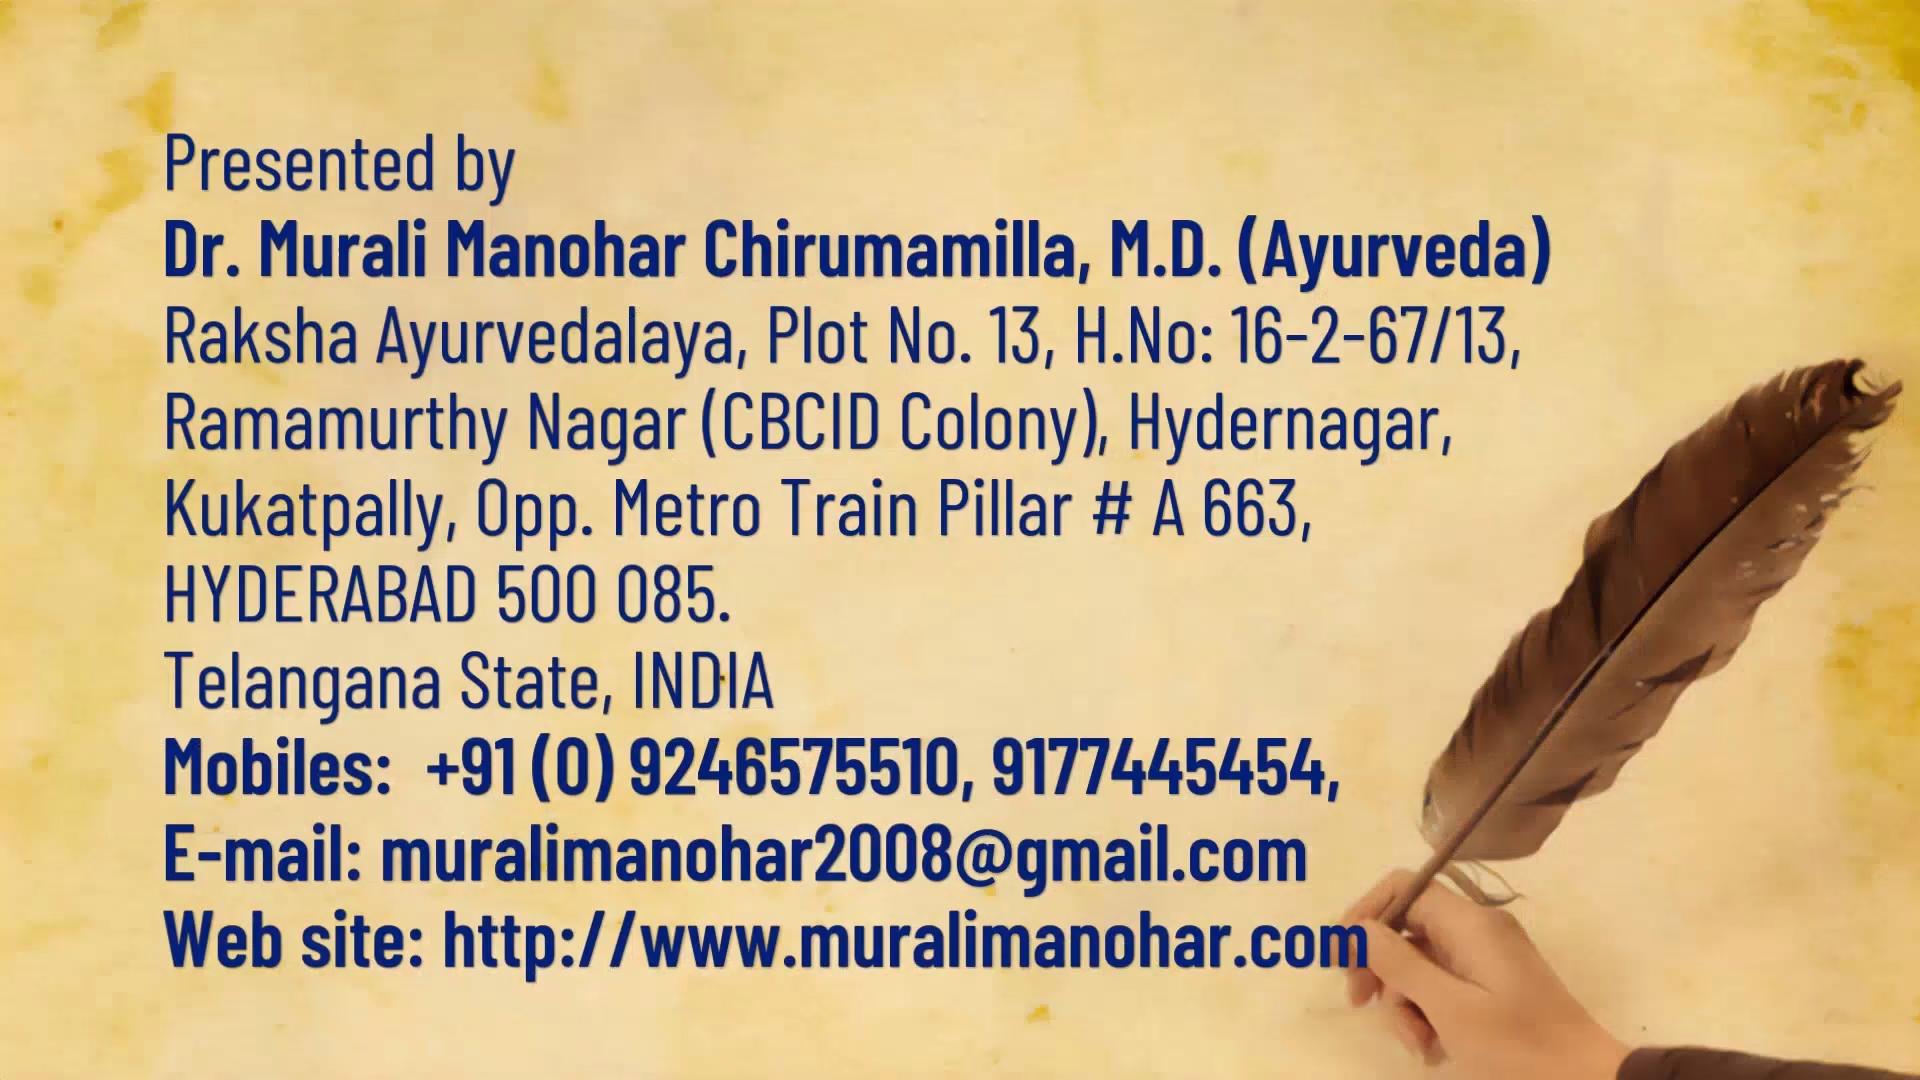 Presented by
Dr. Murali Manohar Chirumamilla, M.D. (Ayurveda)
Raksha Ayurvedalaya, Plot No. 13, H.No: 16-2-67/13,
Ramamurthy Nagar (CBCID Colony), Hydernagar,
Kukatpally, Opp. Metro Train Pillar # A 663,
HYDERABAD 500 085.
Telangana State, INDIA
Mobiles:  +91 (0) 9246575510, 9177445454,
E-mail: muralimanohar2008@gmail.com
Web site: http://www.muralimanohar.com